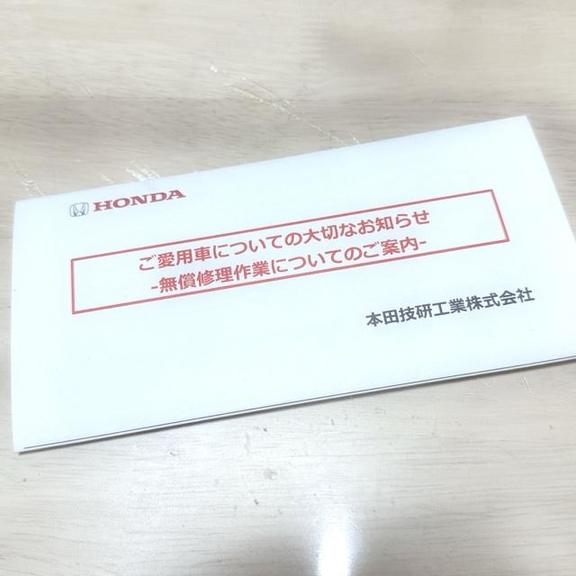 HONDA
ご愛用車についての大切なお知らせ
-無償修理作業についてのご案内-
本田技研工業株式会社